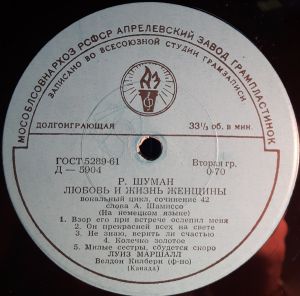 МОСОБЛСОВНАРХОЗ РСФСР АПРЕЛЕВСКИЙ ЗАВОД ГРАМПЛАСТИНОК
ЗАПИСАНО ВО ВСЕСОЮЗНОЙ СТУДИИ ГРАМЗАПИСИ
ДОЛГОИГРАЮЩАЯ 33⅓ об. в мин.
ГОСТ 5289-61 Вторая гр.
Д — 5904 0-70
Р. ШУМАН
ЛЮБОВЬ И ЖИЗНЬ ЖЕНЩИНЫ
вокальный цикл, сочинение 42
слова А. Шамиссо
(На немецком языке)
1. Взор его при встрече ослепил меня
2. Он прекрасней всех на свете
3. Не знаю, верить ли счастью
4. Колечко золотое
5. Милые сестры, сбудется скоро
ЛУИЗ МАРШАЛЛ
Велдон Килберн (ф-но)
(Канада)